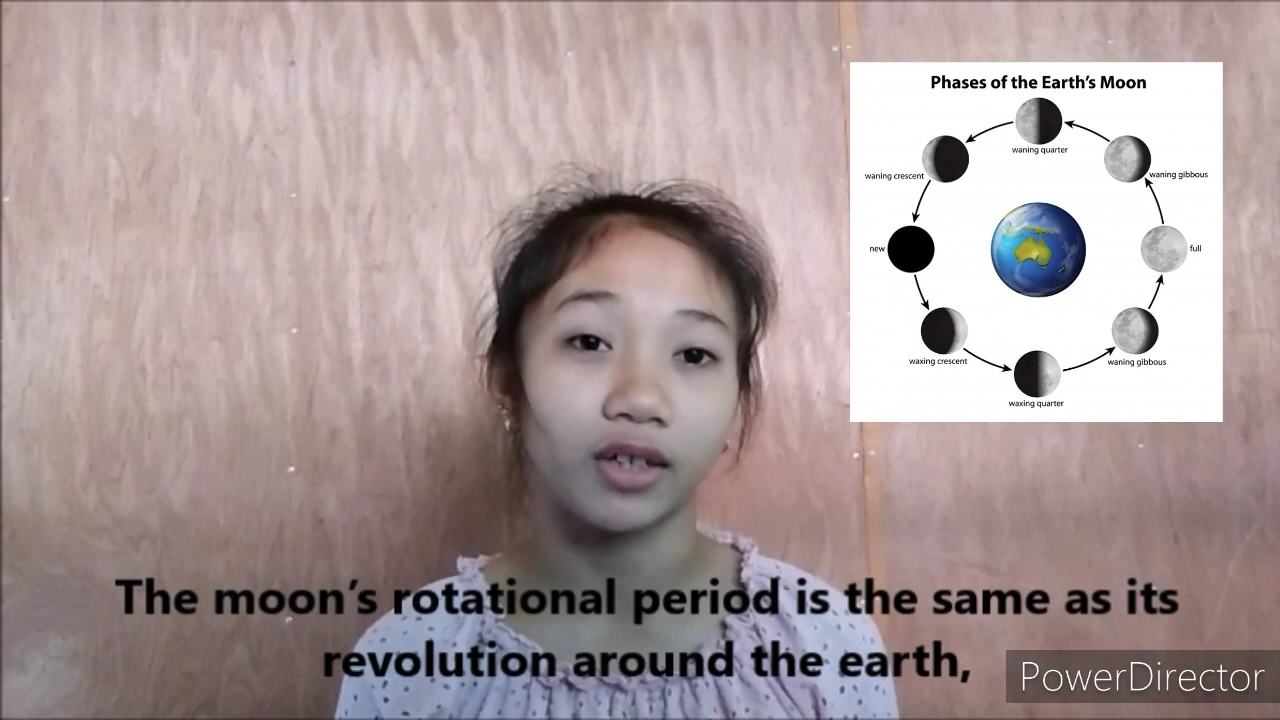 Phases of the Earth's Moon
waning quarter
waning crescent
waning gibbous
new
full
waxing crescent
waning gibbous
waxing quarter
The moon's rotational period is the same as its
revolution around the earth,
PowerDirector